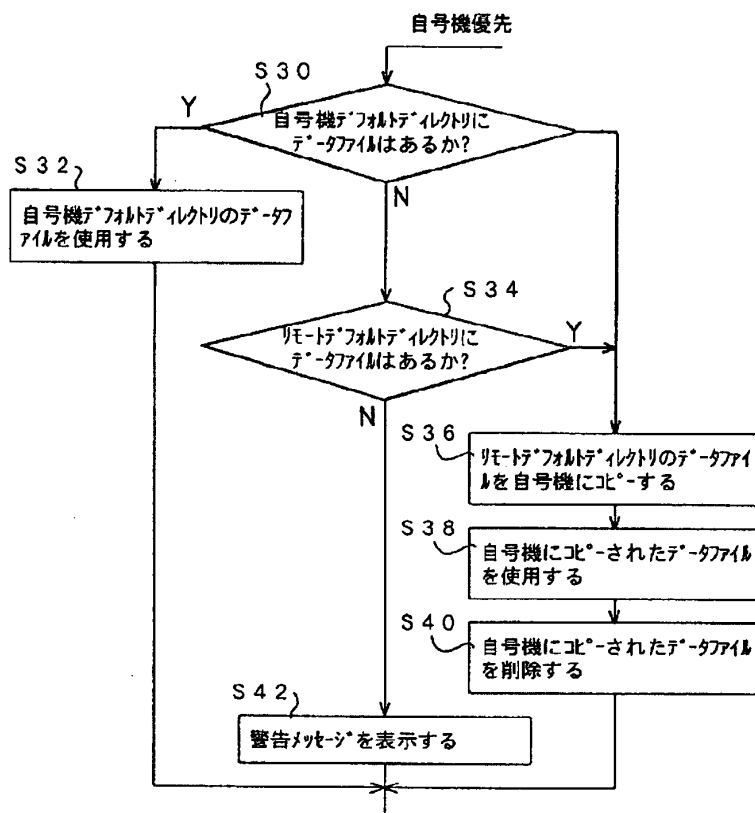 自号機優先
S30
自号機デフォルトディレクトリに
データファイルはあるか?
Y
N
S32
自号機デフォルトディレクトリのデータフ
ァイルを使用する
S34
リモートデフォルトディレクトリに
データファイルはあるか?
Y
N
S36
リモートデフォルトディレクトリのデータファイ
ルを自号機にコピーする
S38
自号機にコピーされたデータファイル
を使用する
S40
自号機にコピーされたデータファイル
を削除する
S42
警告メッセージを表示する